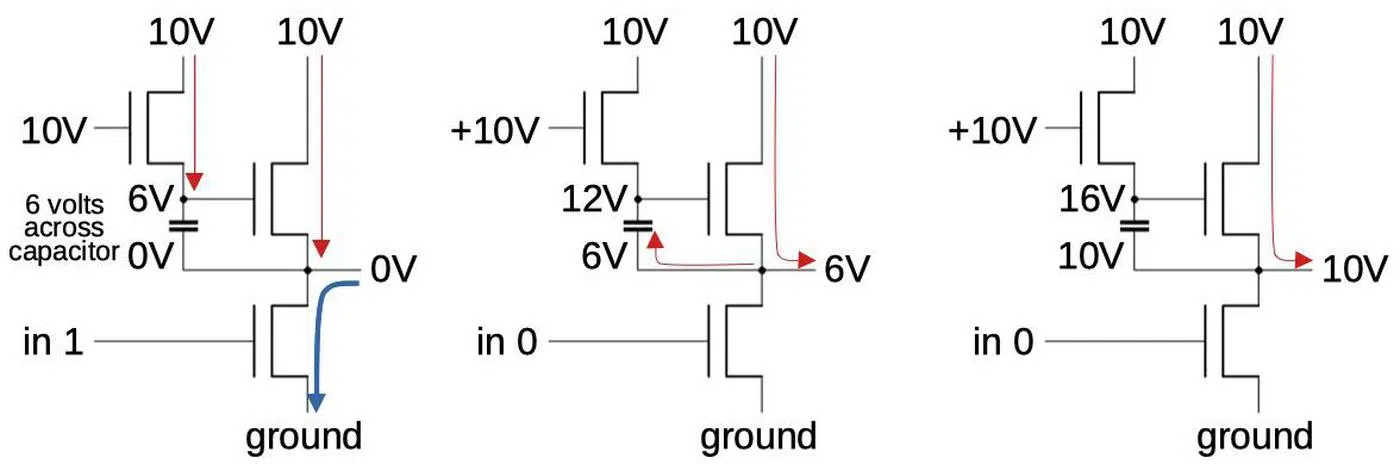 10V 10V
10V
6V
6 volts
across
capacitor
0V
0V
in 1
ground
10V 10V
+10V
12V
6V
6V
in 0
ground
10V 10V
+10V
16V
10V
10V
in 0
ground